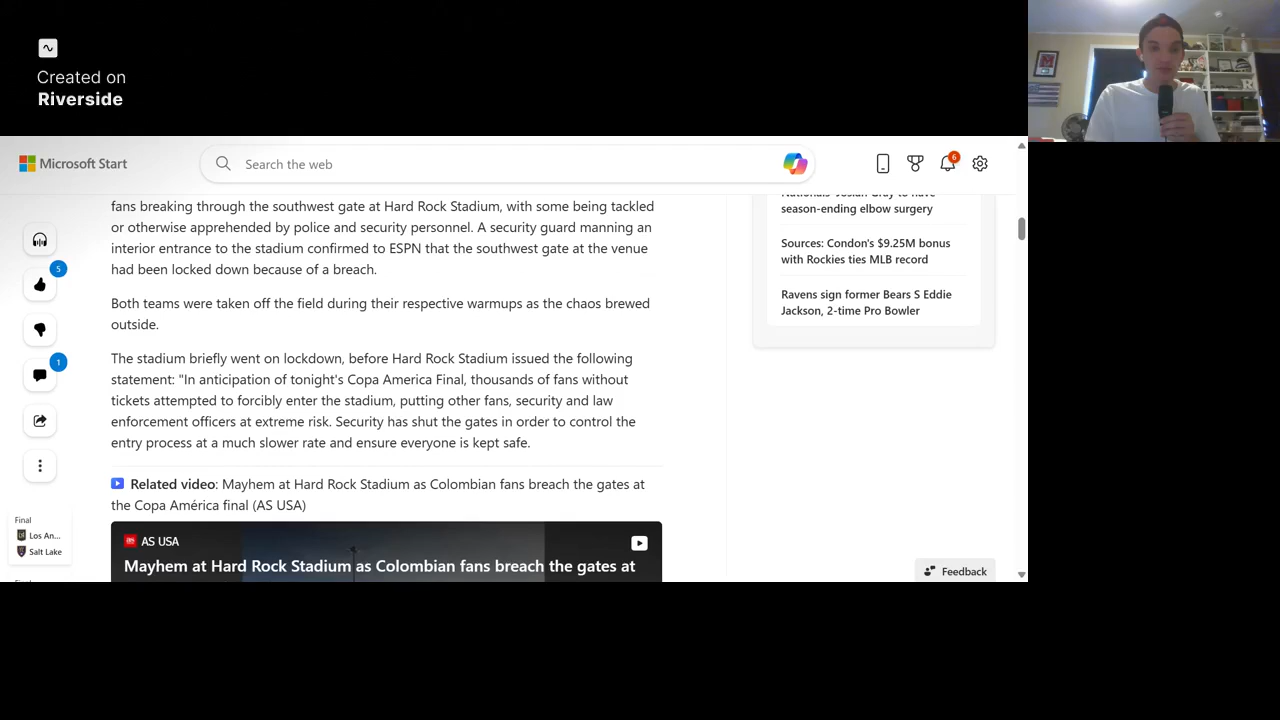 Created on
Riverside
Microsoft Start
Search the web
6
fans breaking through the southwest gate at Hard Rock Stadium, with some being tackled
or otherwise apprehended by police and security personnel. A security guard manning an
interior entrance to the stadium confirmed to ESPN that the southwest gate at the venue
had been locked down because of a breach.
Both teams were taken off the field during their respective warmups as the chaos brewed
outside.
The stadium briefly went on lockdown, before Hard Rock Stadium issued the following
statement: "In anticipation of tonight's Copa America Final, thousands of fans without
tickets attempted to forcibly enter the stadium, putting other fans, security and law
enforcement officers at extreme risk. Security has shut the gates in order to control the
entry process at a much slower rate and ensure everyone is kept safe.
Related video: Mayhem at Hard Rock Stadium as Colombian fans breach the gates at
the Copa América final (AS USA)
as AS USA
Mayhem at Hard Rock Stadium as Colombian fans breach the gates at
5
1
Final
Los An...
Salt Lake
season-ending elbow surgery
Sources: Condon's $9.25M bonus
with Rockies ties MLB record
Ravens sign former Bears S Eddie
Jackson, 2-time Pro Bowler
Feedback